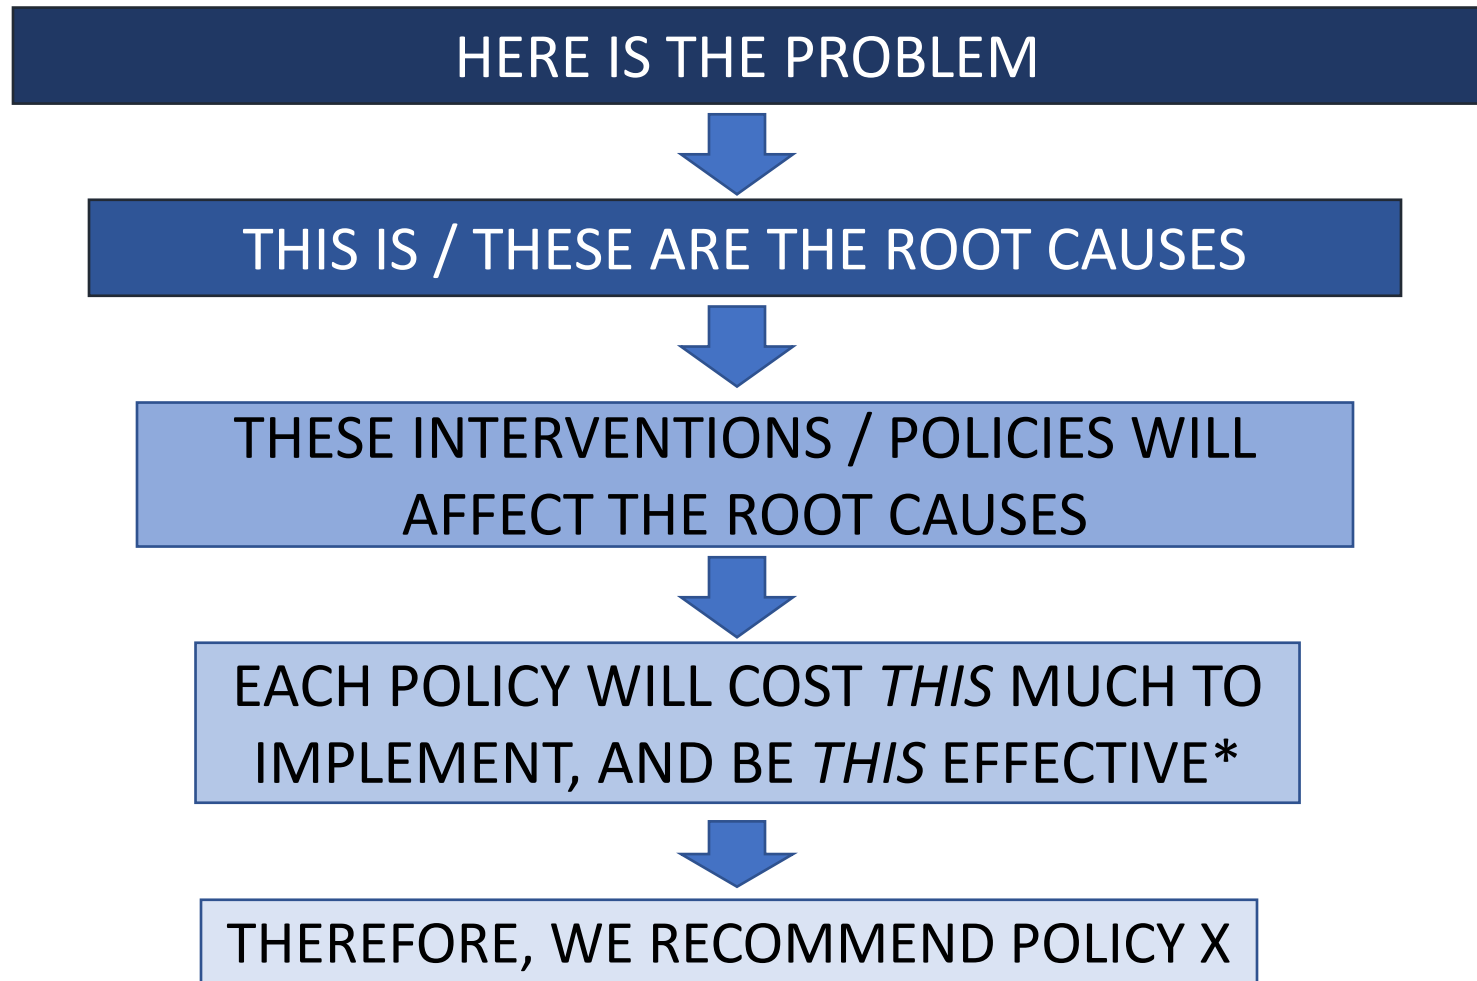 HERE IS THE PROBLEM
THIS IS / THESE ARE THE ROOT CAUSES
THESE INTERVENTIONS / POLICIES WILL
AFFECT THE ROOT CAUSES
EACH POLICY WILL COST THIS MUCH TO
IMPLEMENT, AND BE THIS EFFECTIVE*
THEREFORE, WE RECOMMEND POLICY X